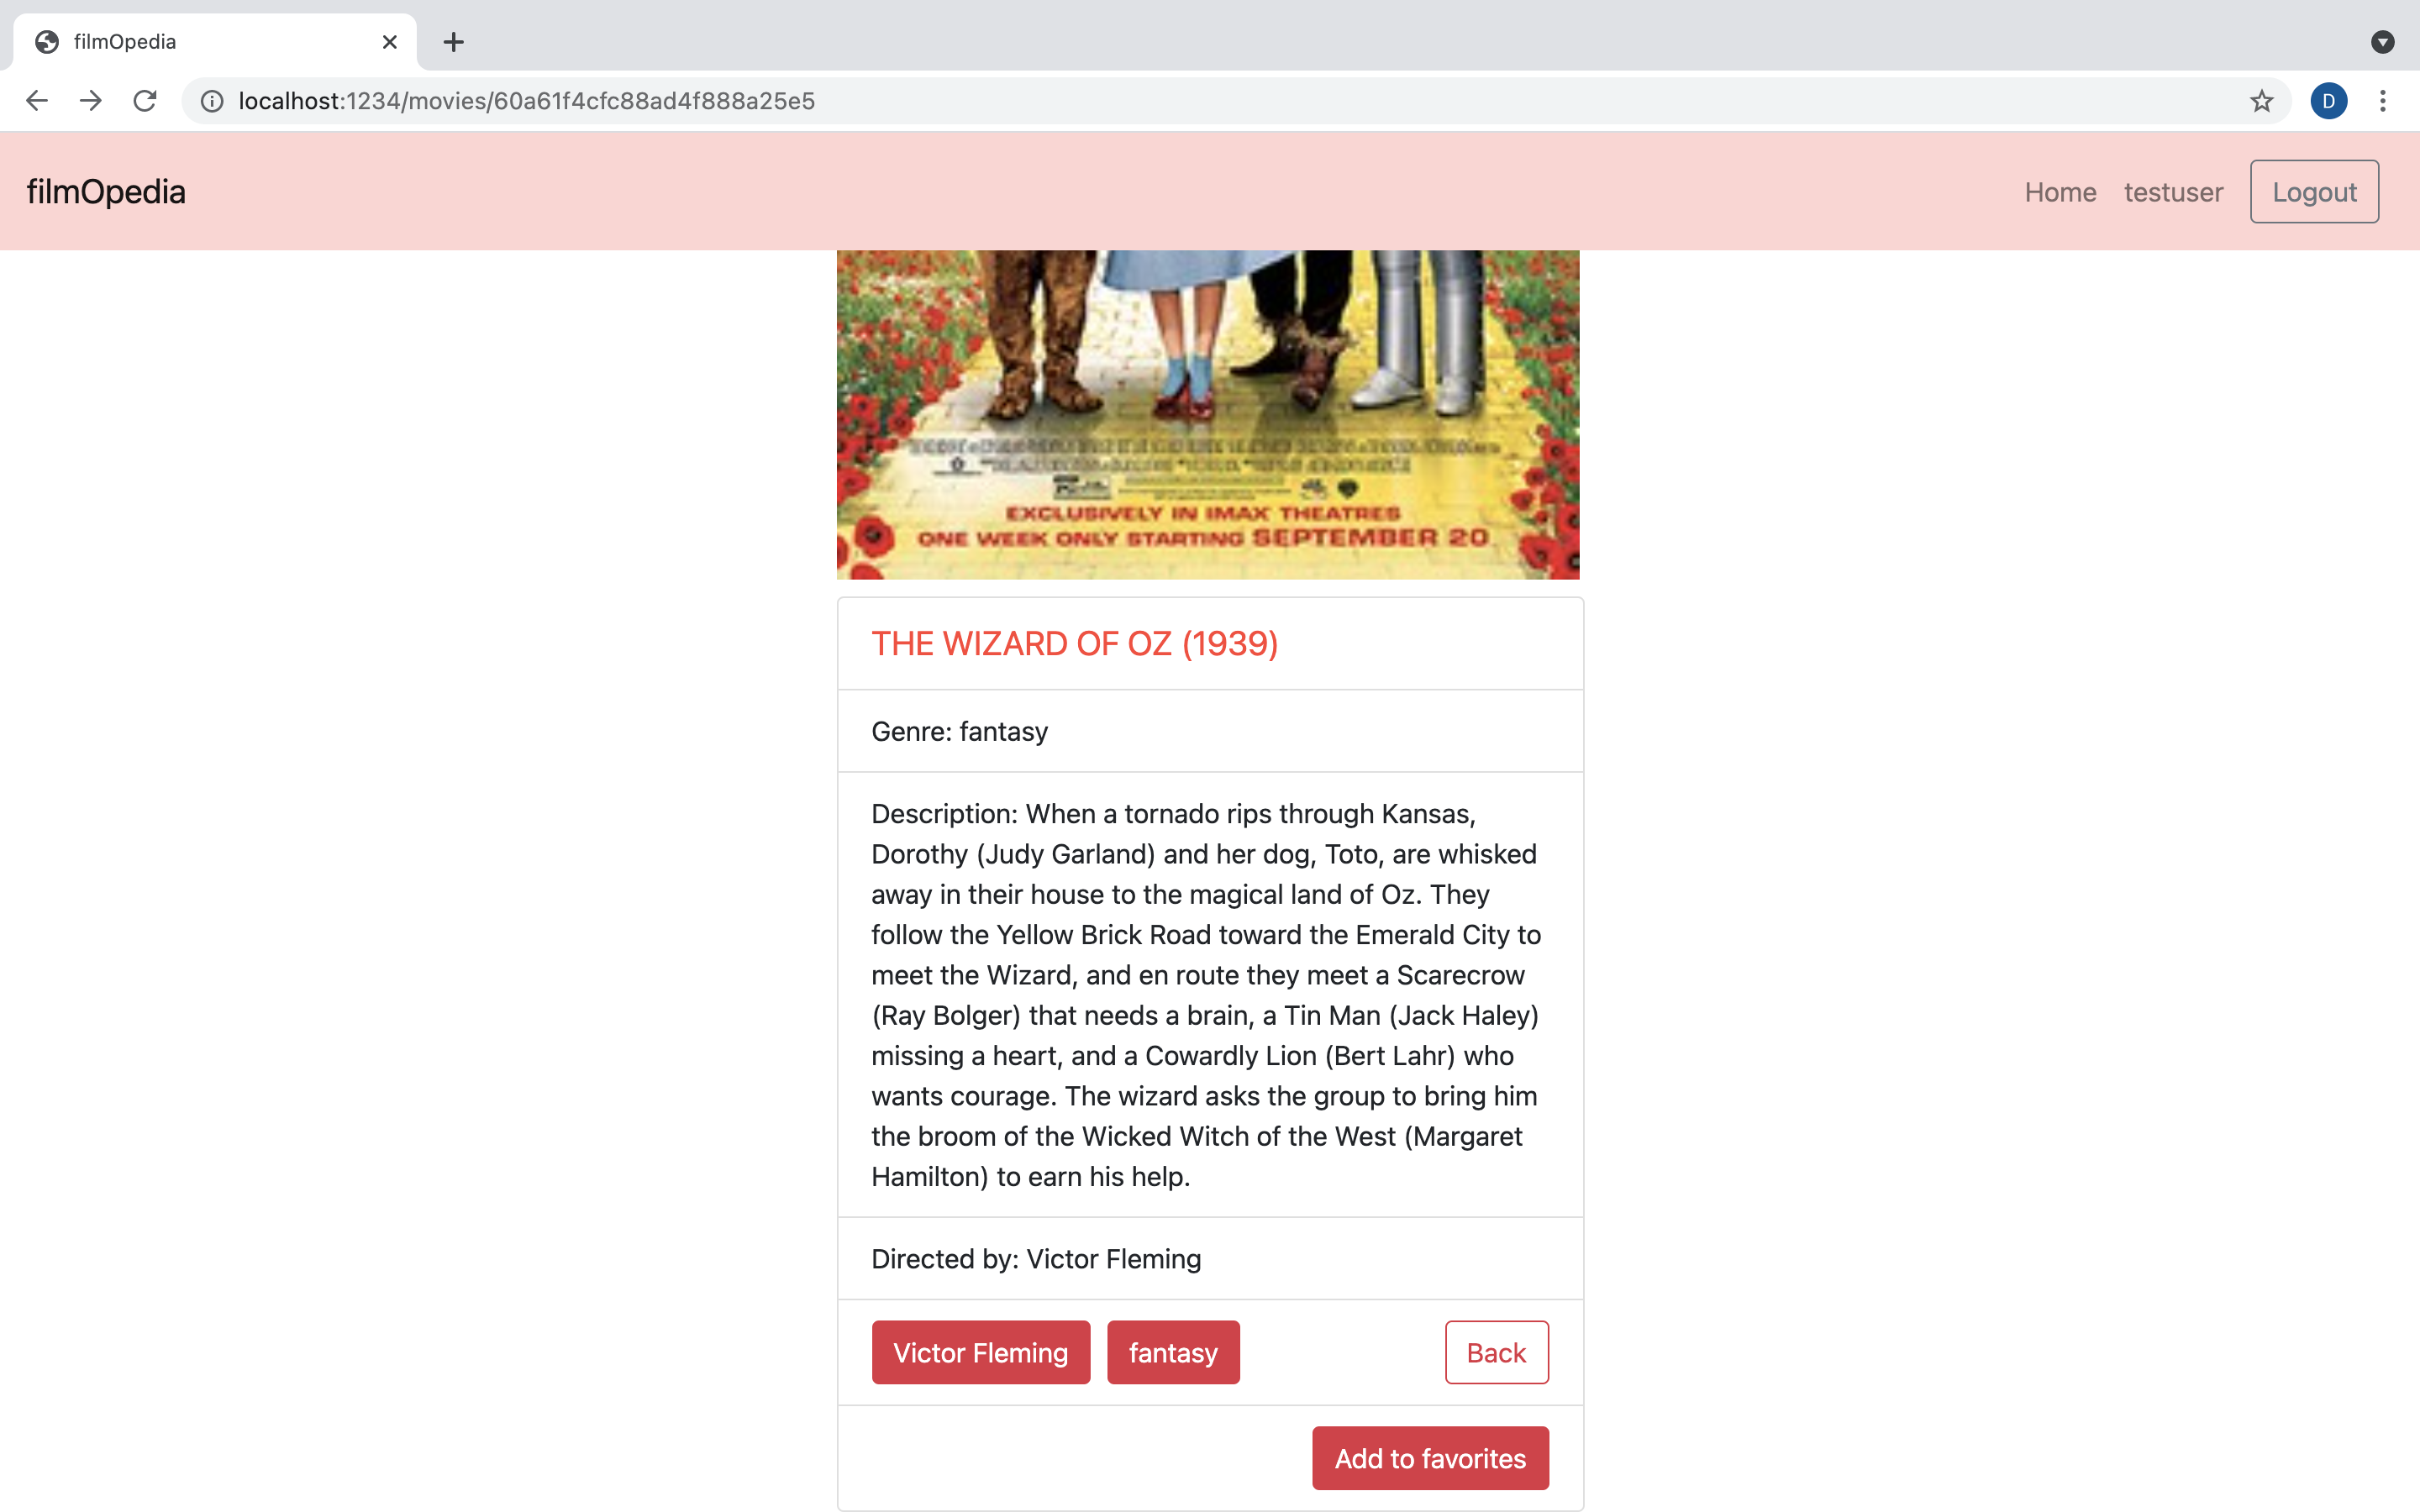 filmOpedia
localhost:1234/movies/60a61f4cfc88ad4f888a25e5
D
filmOpedia
Home testuser Logout
EXCLUSIVELY IN IMAX THEATRES
ONE WEEK ONLY STARTING SEPTEMBER 20
THE WIZARD OF OZ (1939)
Genre: fantasy
Description: When a tornado rips through Kansas,
Dorothy (Judy Garland) and her dog, Toto, are whisked
away in their house to the magical land of Oz. They
follow the Yellow Brick Road toward the Emerald City to
meet the Wizard, and en route they meet a Scarecrow
(Ray Bolger) that needs a brain, a Tin Man (Jack Haley)
missing a heart, and a Cowardly Lion (Bert Lahr) who
wants courage. The wizard asks the group to bring him
the broom of the Wicked Witch of the West (Margaret
Hamilton) to earn his help.
Directed by: Victor Fleming
Victor Fleming fantasy Back
Add to favorites